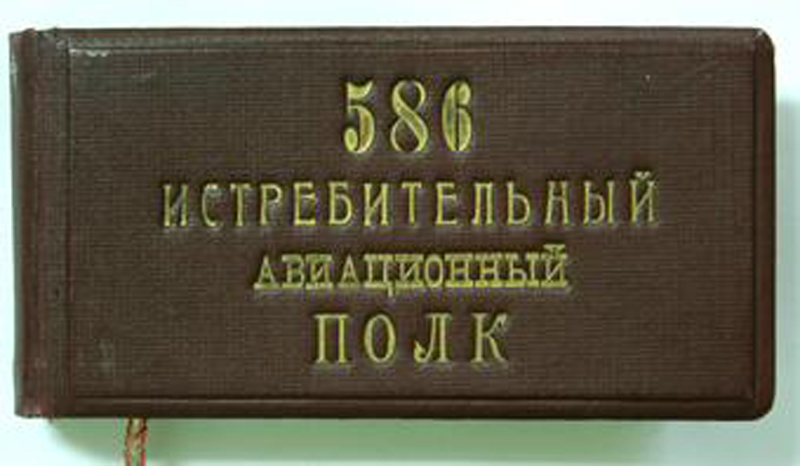 586
ИСТРЕБИТЕЛЬНЫЙ
АВИАЦИОННЫЙ
ПОЛК